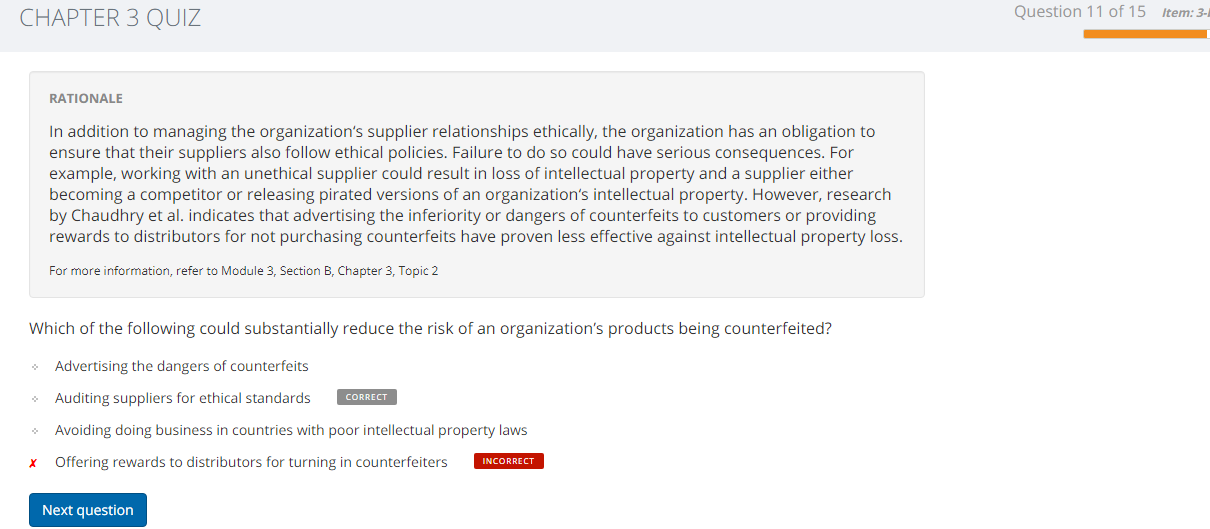 CHAPTER 3 QUIZ
Question 11 of 15 Item: 3-
RATIONALE
In addition to managing the organization's supplier relationships ethically, the organization has an obligation to
ensure that their suppliers also follow ethical policies. Failure to do so could have serious consequences. For
example, working with an unethical supplier could result in loss of intellectual property and a supplier either
becoming a competitor or releasing pirated versions of an organization's intellectual property. However, research
by Chaudhry et al. indicates that advertising the inferiority or dangers of counterfeits to customers or providing
rewards to distributors for not purchasing counterfeits have proven less effective against intellectual property loss.
For more information, refer to Module 3, Section B, Chapter 3, Topic 2
Which of the following could substantially reduce the risk of an organization's products being counterfeited?
Advertising the dangers of counterfeits
Auditing suppliers for ethical standards CORRECT
Avoiding doing business in countries with poor intellectual property laws
✗ Offering rewards to distributors for turning in counterfeiters INCORRECT
Next question